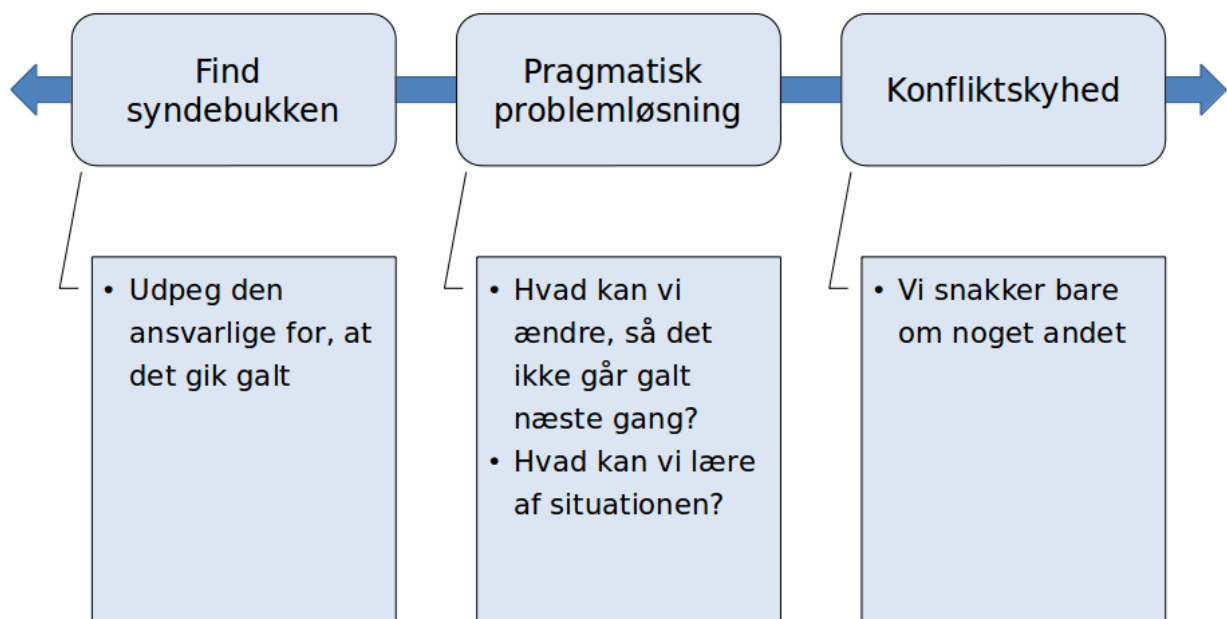 Find
syndebukken
Pragmatisk
problemløsning
Konfliktskyhed
• Udpeg den
ansvarlige for, at
det gik galt
• Hvad kan vi
ændre, så det
ikke går galt
næste gang?
• Hvad kan vi lære
af situationen?
• Vi snakker bare
om noget andet